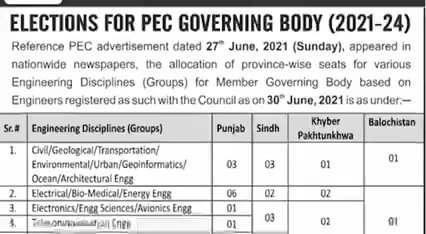 ELECTIONS FOR PEC GOVERNING BODY (2021-24)
Reference PEC advertisement dated 27th June, 2021 (Sunday), appeared in
nationwide newspapers, the allocation of province-wise seats for various
Engineering Disciplines (Groups) for Member Governing Body based on
Engineers registered as such with the Council as on 30th June, 2021 is as under:—
Sr.# Engineering Disciplines (Groups) Punjab Sindh Khyber Pakhtunkhwa Balochistan
1. Civil/Geological/Transportation/
Environmental/Urban/Geoinformatics/ 03 03 01 01
Ocean/Architectural Engg
2. Electrical/Bio-Medical/Energy Engg 06 02 02
3. Electronics/Engg Sciences/Avionics Engg 01
03 01
4. Telecommunication Engg 01